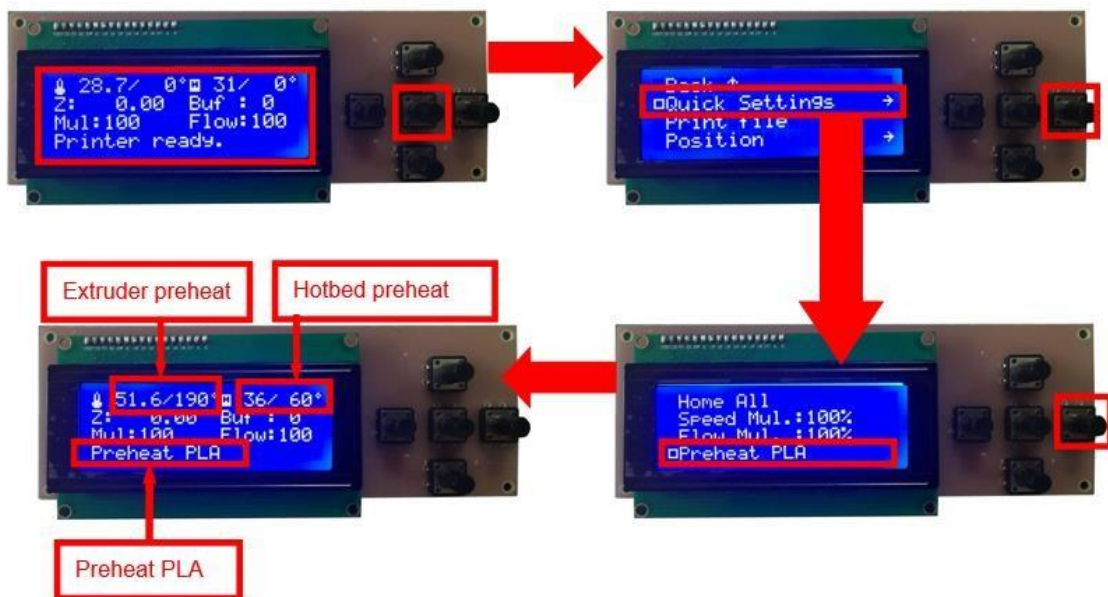 28.7/ 0° 31/ 0°
Z: 0.00 Buf : 0
Mul:100 Flow:100
Printer ready.
Back ↑
Quick Settings →
Print file
Position →
Extruder preheat
Hotbed preheat
51.6/190° 36/ 60°
Z: 0.00 Buf : 0
Mul:100 Flow:100
Preheat PLA
Home All
Speed Mul.:100%
Flow Mul. :100%
Preheat PLA
Preheat PLA